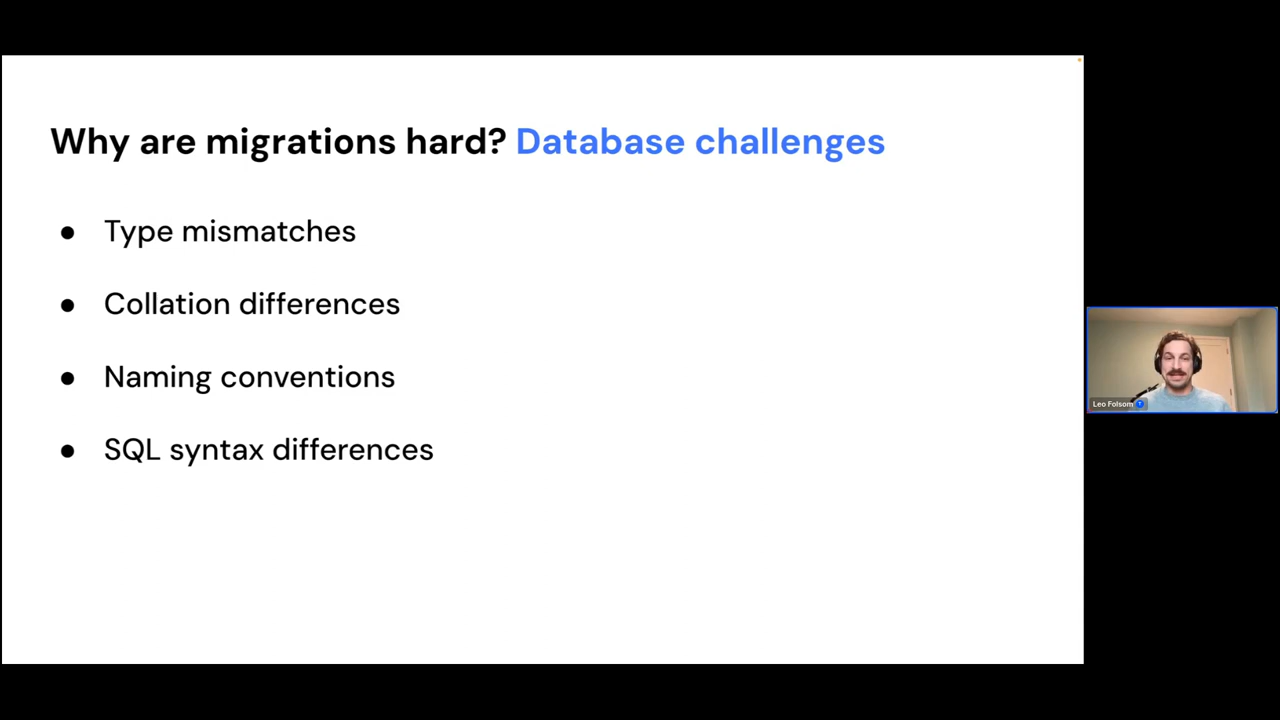 Why are migrations hard? Database challenges
● Type mismatches
● Collation differences
● Naming conventions
● SQL syntax differences
Leo Folsom